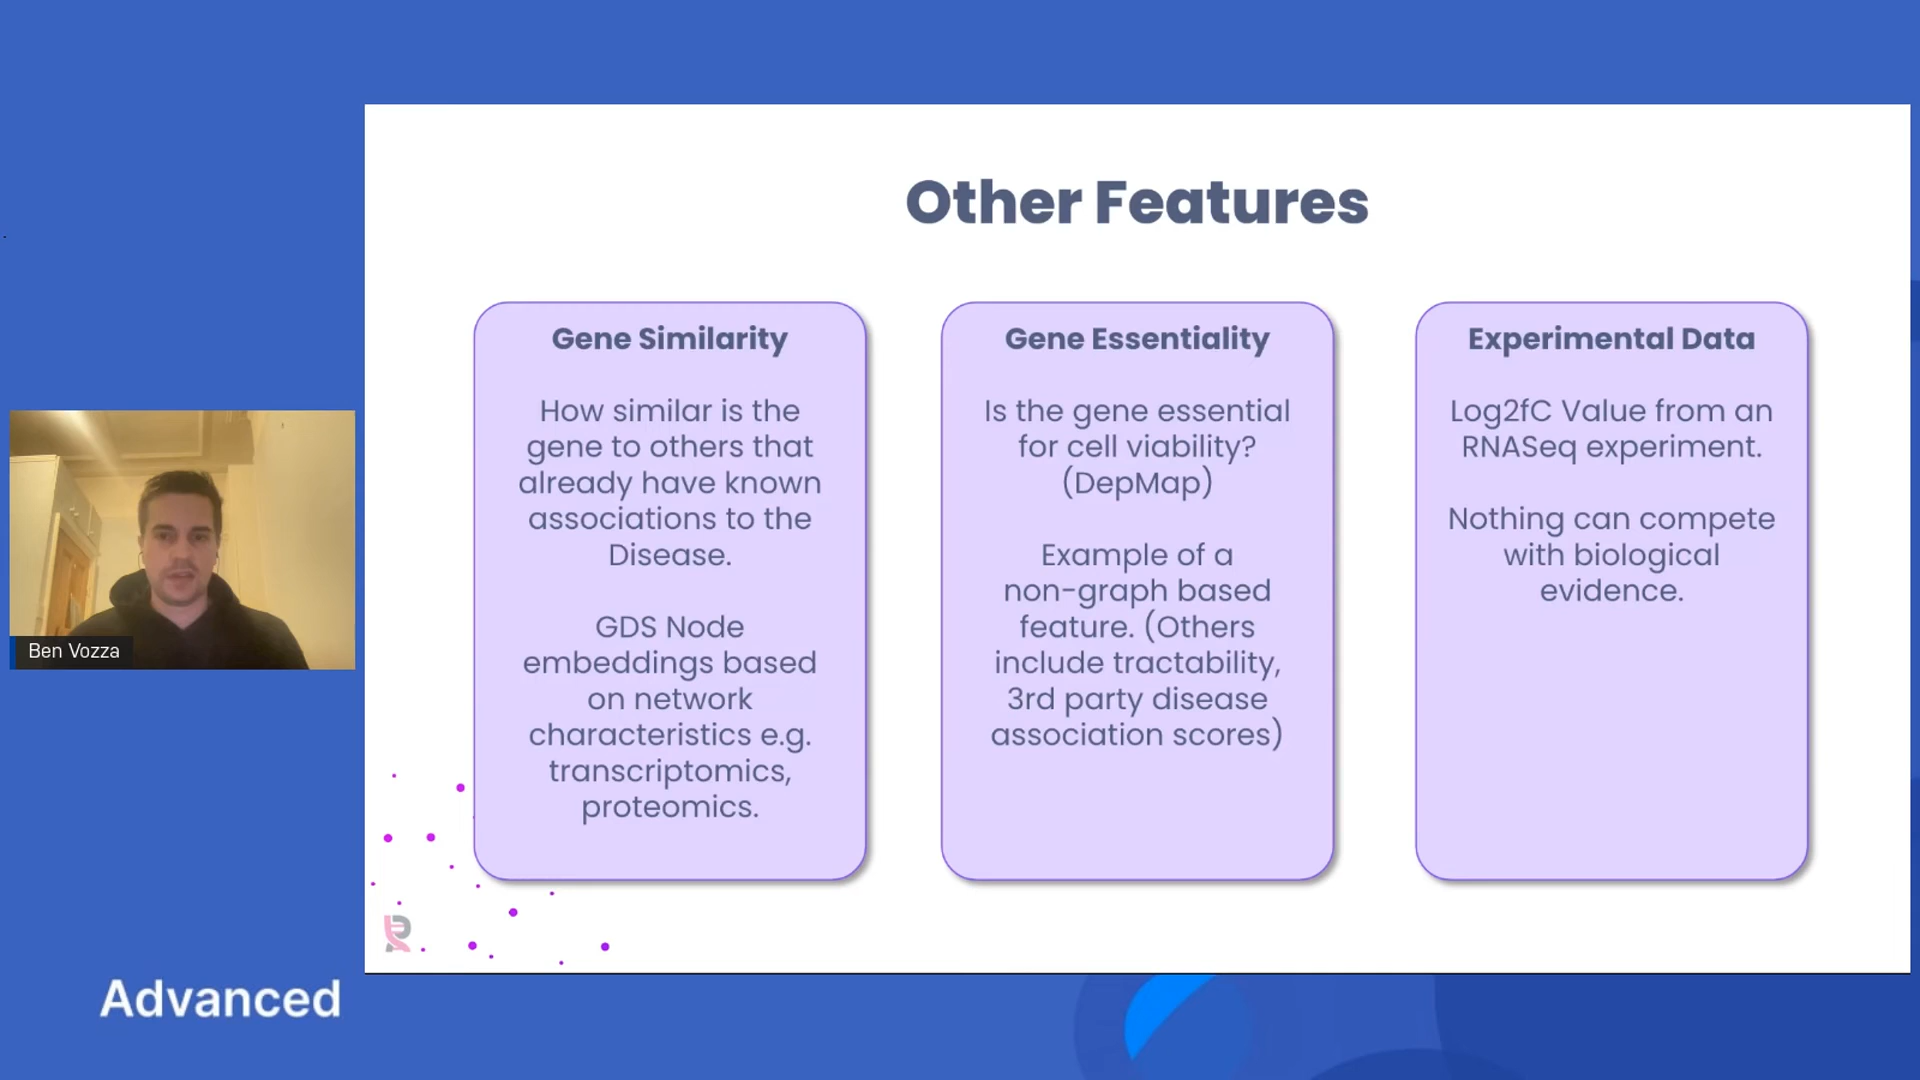 Other Features
Gene Similarity
How similar is the
gene to others that
already have known
associations to the
Disease.
GDS Node
embeddings based
on network
characteristics e.g.
transcriptomics,
proteomics.
Gene Essentiality
Is the gene essential
for cell viability?
(DepMap)
Example of a
non-graph based
feature. (Others
include tractability,
3rd party disease
association scores)
Experimental Data
Log2fC Value from an
RNASeq experiment.
Nothing can compete
with biological
evidence.
Ben Vozza
Advanced